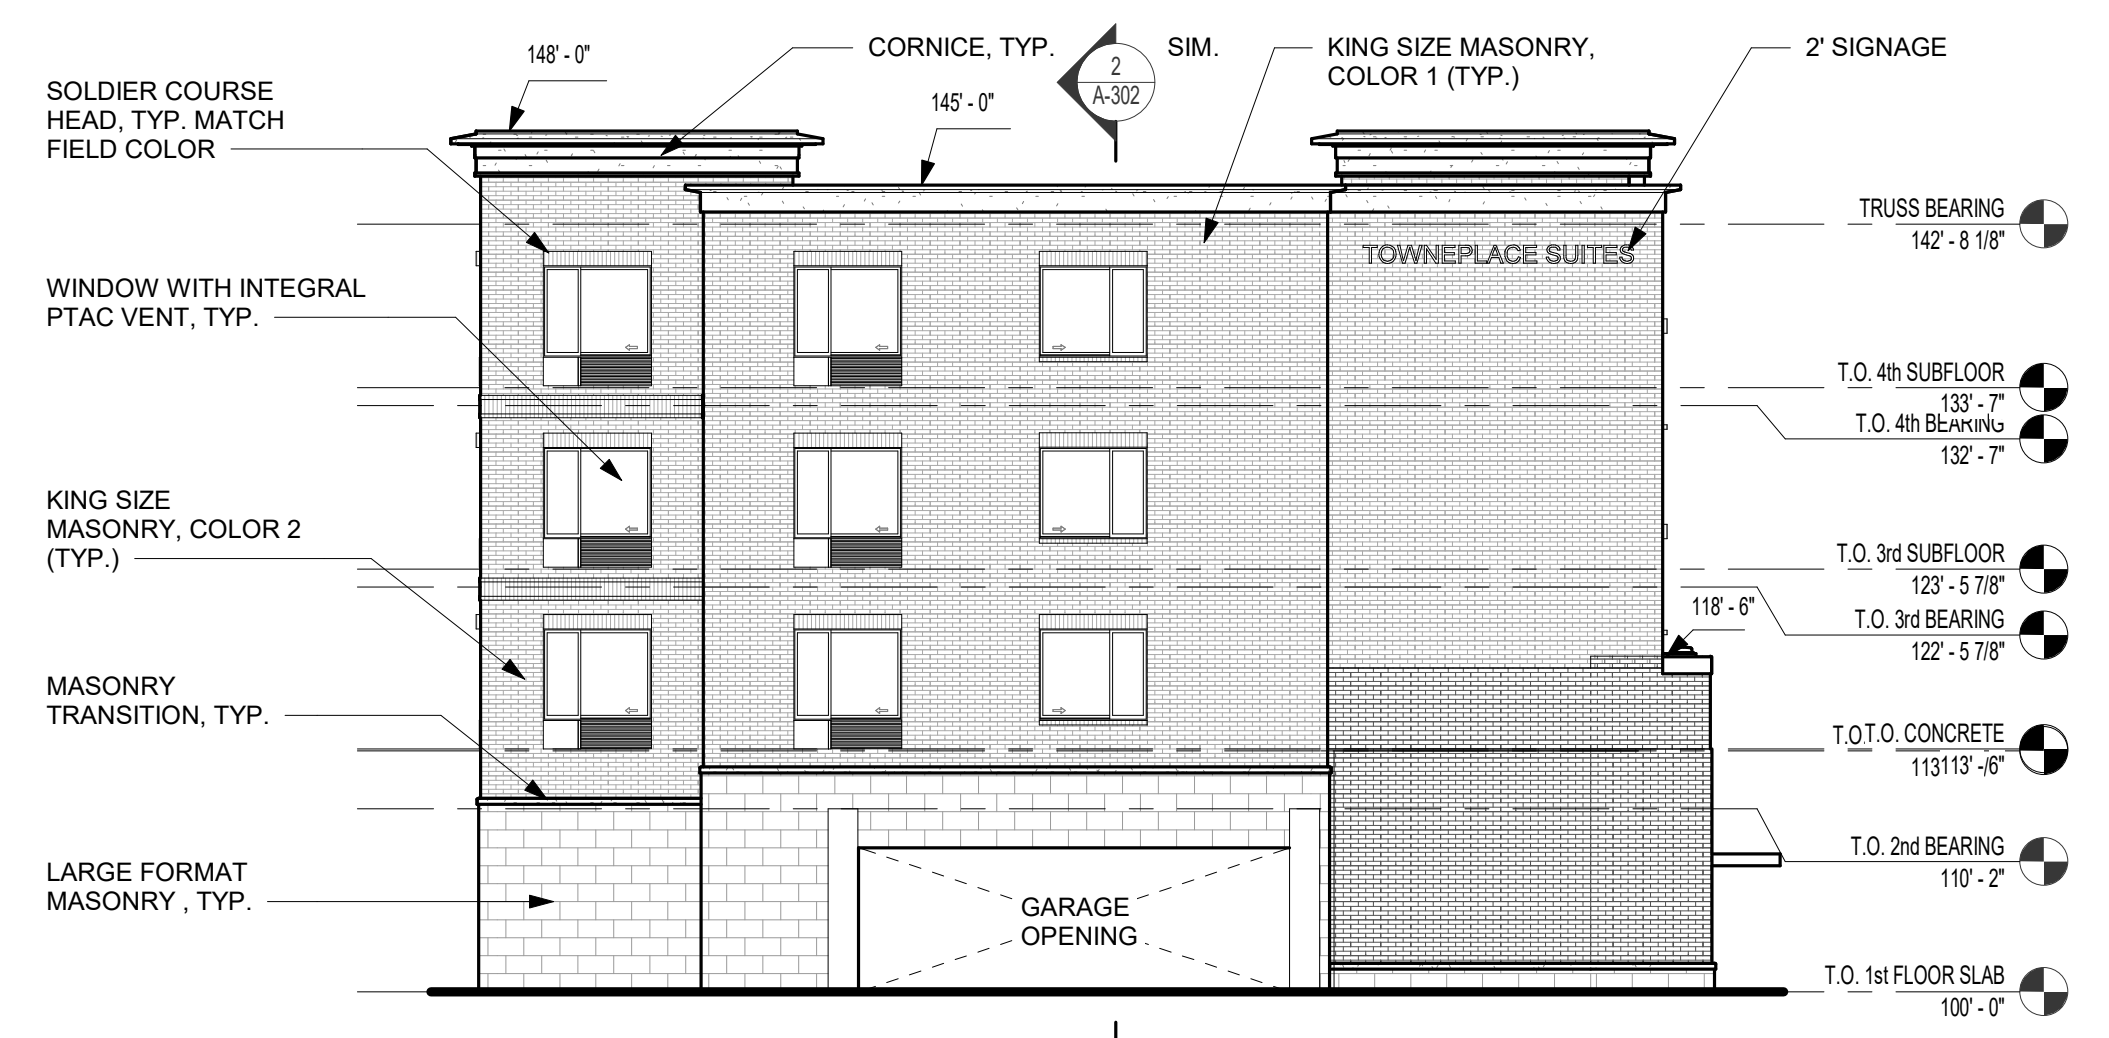 148' - 0"
CORNICE, TYP.
2
A-302
SIM.
KING SIZE MASONRY,
COLOR 1 (TYP.)
2' SIGNAGE
SOLDIER COURSE
HEAD, TYP. MATCH
FIELD COLOR
145' - 0"
TRUSS BEARING
142' - 8 1/8"
TOWNEPLACE SUITES
WINDOW WITH INTEGRAL
PTAC VENT, TYP.
T.O. 4th SUBFLOOR
133' - 7"
T.O. 4th BEARING
132' - 7"
KING SIZE
MASONRY, COLOR 2
(TYP.)
T.O. 3rd SUBFLOOR
123' - 5 7/8"
118' - 6"
T.O. 3rd BEARING
122' - 5 7/8"
MASONRY
TRANSITION, TYP.
T.O. CONCRETE
113' - 6"
T.O. 2nd BEARING
110' - 2"
LARGE FORMAT
MASONRY , TYP.
GARAGE
OPENING
T.O. 1st FLOOR SLAB
100' - 0"